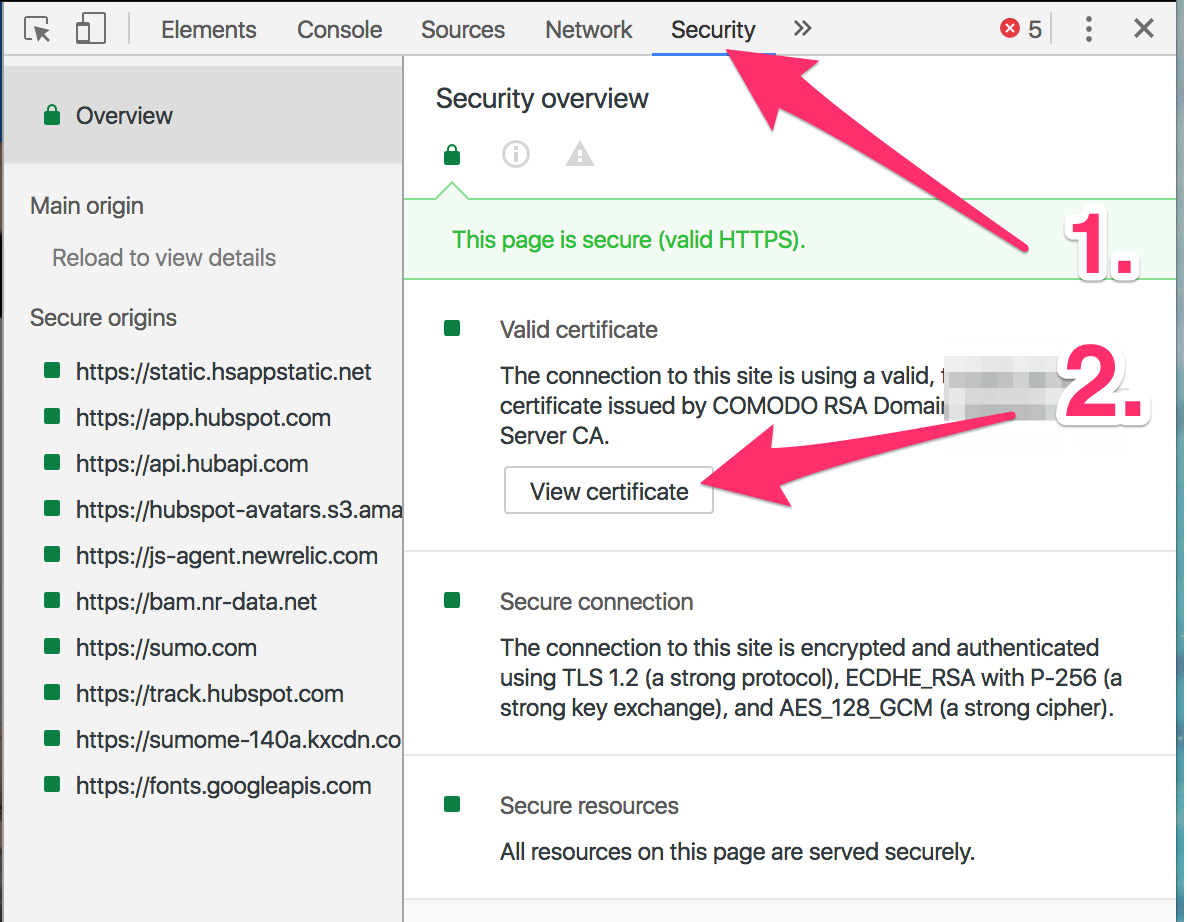 Elements Console Sources Network Security » 5
Overview
Main origin
Reload to view details
Secure origins
https://static.hsappstatic.net
https://app.hubspot.com
https://api.hubapi.com
https://hubspot-avatars.s3.ama
https://js-agent.newrelic.com
https://bam.nr-data.net
https://sumo.com
https://track.hubspot.com
https://sumome-140a.kxcdn.co
https://fonts.googleapis.com
Security overview
This page is secure (valid HTTPS).
1.
Valid certificate
The connection to this site is using a valid,
certificate issued by COMODO RSA Domain
Server CA.
2.
View certificate
Secure connection
The connection to this site is encrypted and authenticated
using TLS 1.2 (a strong protocol), ECDHE_RSA with P-256 (a
strong key exchange), and AES_128_GCM (a strong cipher).
Secure resources
All resources on this page are served securely.